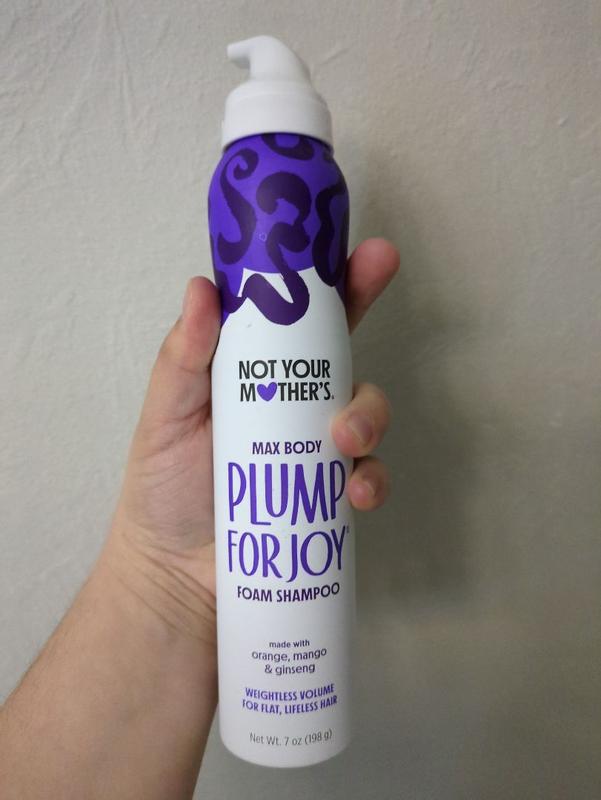 NOT YOUR
MOTHER'S®
MAX BODY
PLUMP
FOR JOY®
FOAM SHAMPOO
made with
orange, mango
& ginseng
WEIGHTLESS VOLUME
FOR FLAT, LIFELESS HAIR
Net Wt. 7 oz (198 g)